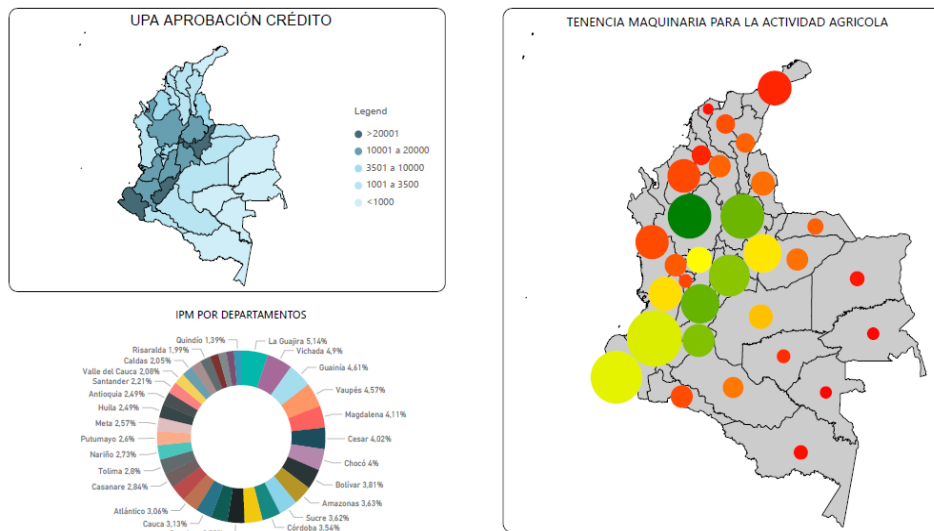 UPA APROBACIÓN CRÉDITO
Legend
>20001
10001 a 20000
3501 a 10000
1001 a 3500
<1000
IPM POR DEPARTAMENTOS
Quindío 1,39%
La Guajira 5,14%
Risaralda 1,99%
Vichada 4,9%
Caldas 2,05%
Guainía 4,61%
Valle del Cauca 2,08%
Vaupés 4,57%
Santander 2,21%
Antioquia 2,49%
Magdalena 4,11%
Huila 2,49%
Cesar 4,02%
Meta 2,57%
Putumayo 2,6%
Chocó 4%
Nariño 2,73%
Bolívar 3,81%
Tolima 2,8%
Amazonas 3,63%
Casanare 2,84%
Sucre 3,62%
Atlántico 3,06%
Córdoba 3,54%
Cauca 3,13%
TENENCIA MAQUINARIA PARA LA ACTIVIDAD AGRICOLA